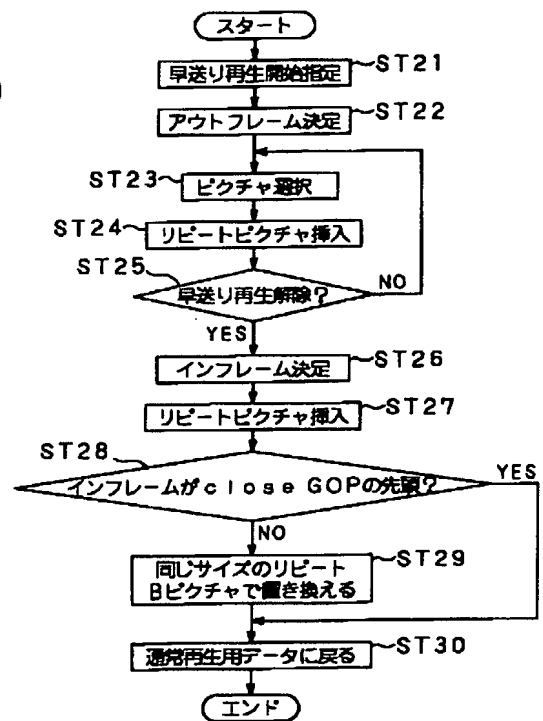 スタート
早送り再生開始指定
ST21
アウトフレーム決定
ST22
ST23
ピクチャ選択
ST24
リピートピクチャ挿入
ST25
早送り再生解除?
NO
YES
インフレーム決定
ST26
リピートピクチャ挿入
ST27
ST28
インフレームがclose GOPの先頭?
YES
NO
同じサイズのリピート
Bピクチャで置き換える
ST29
通常再生用データに戻る
ST30
エンド